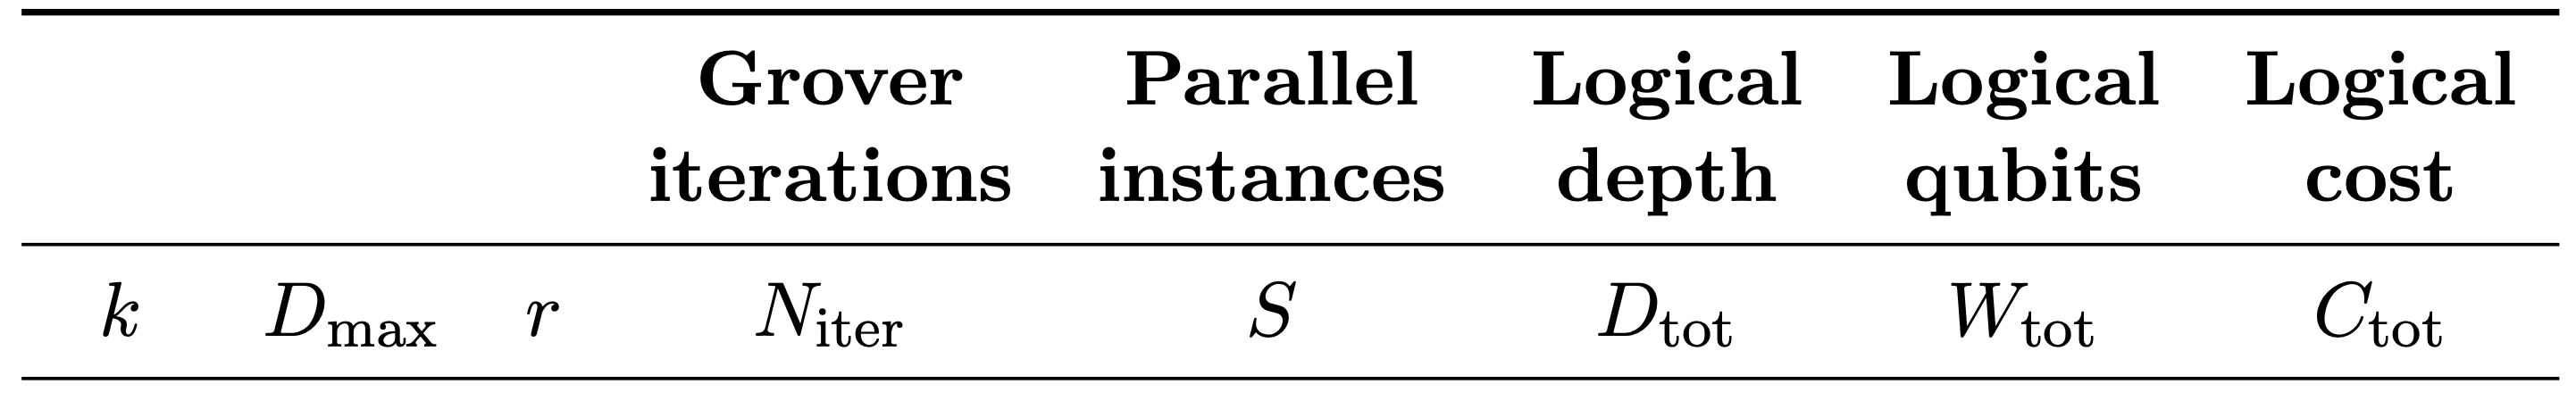 Grover Parallel Logical Logical Logical
iterations instances depth qubits cost
k D_max r N_iter S D_tot W_tot C_tot